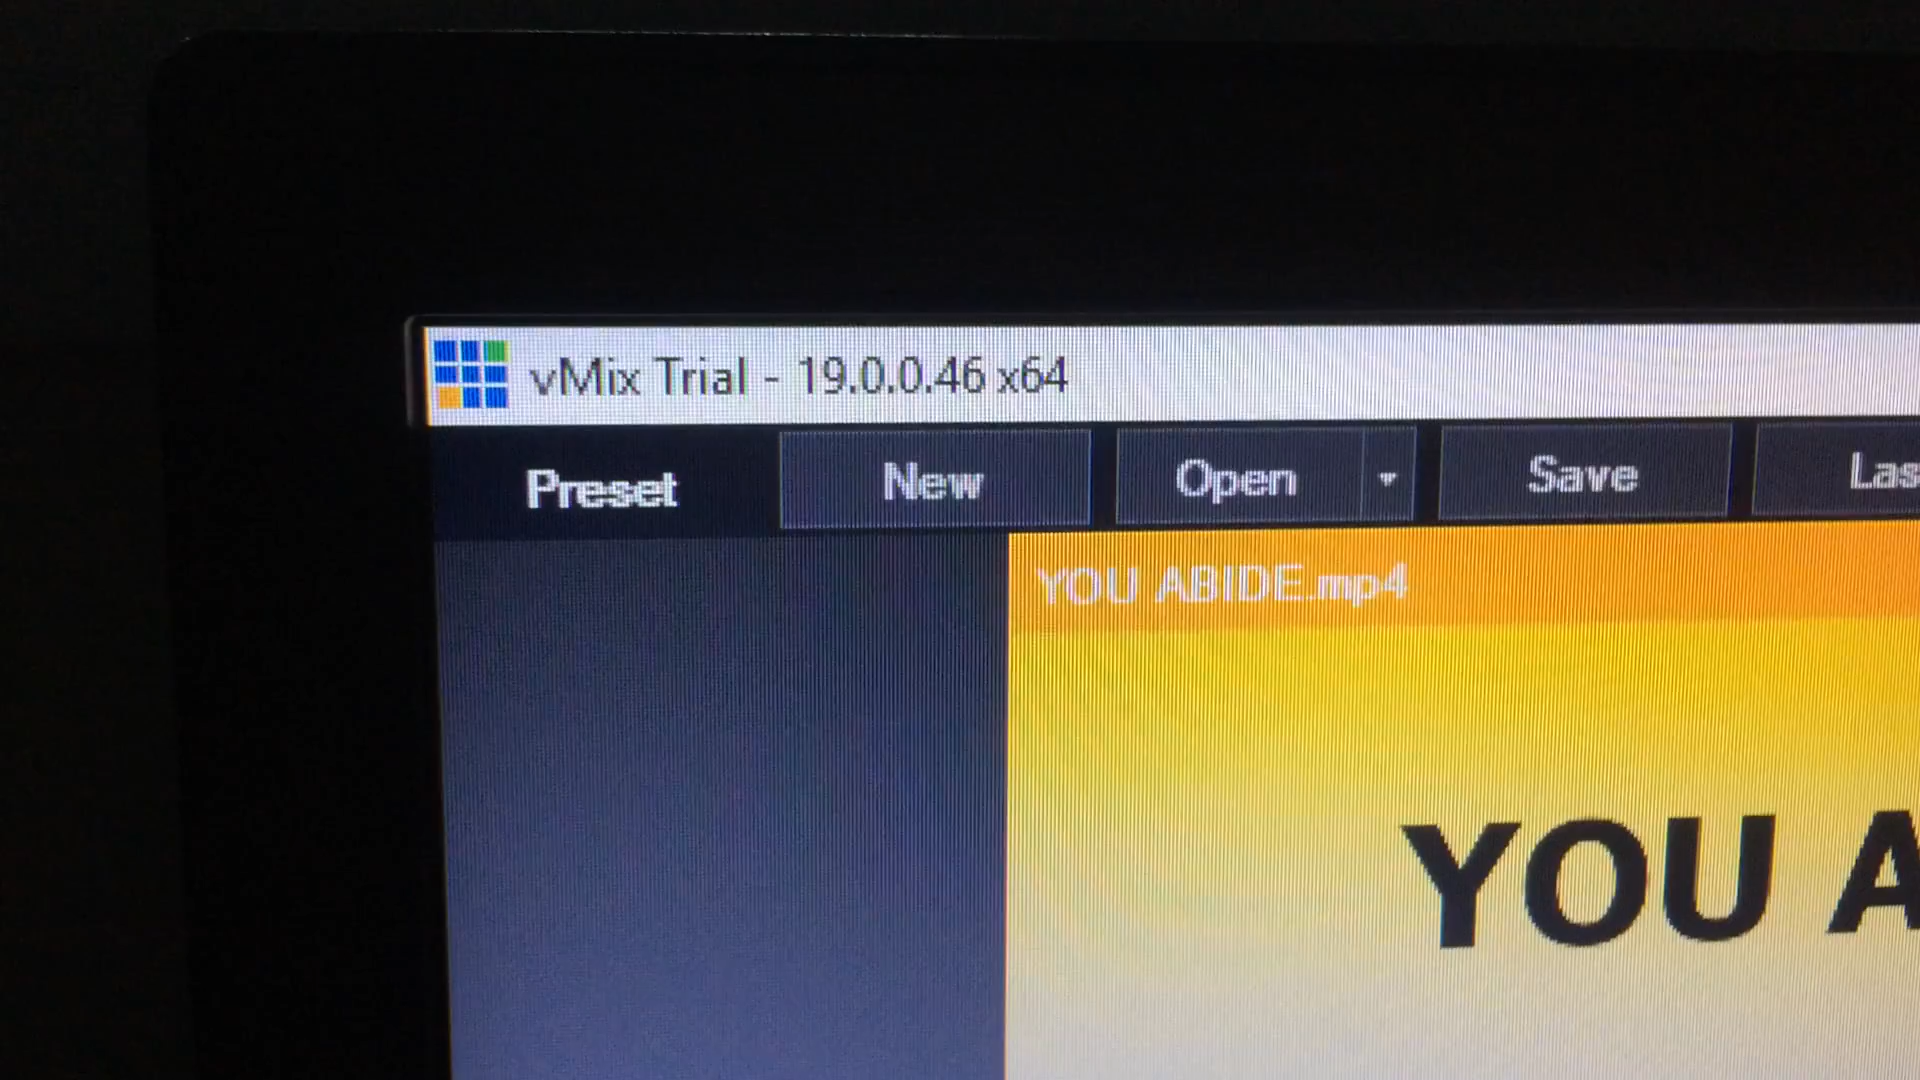 vMix Trial - 19.0.0.46 x64
Preset New Open Save
YOU ABIDE.mp4
YOU